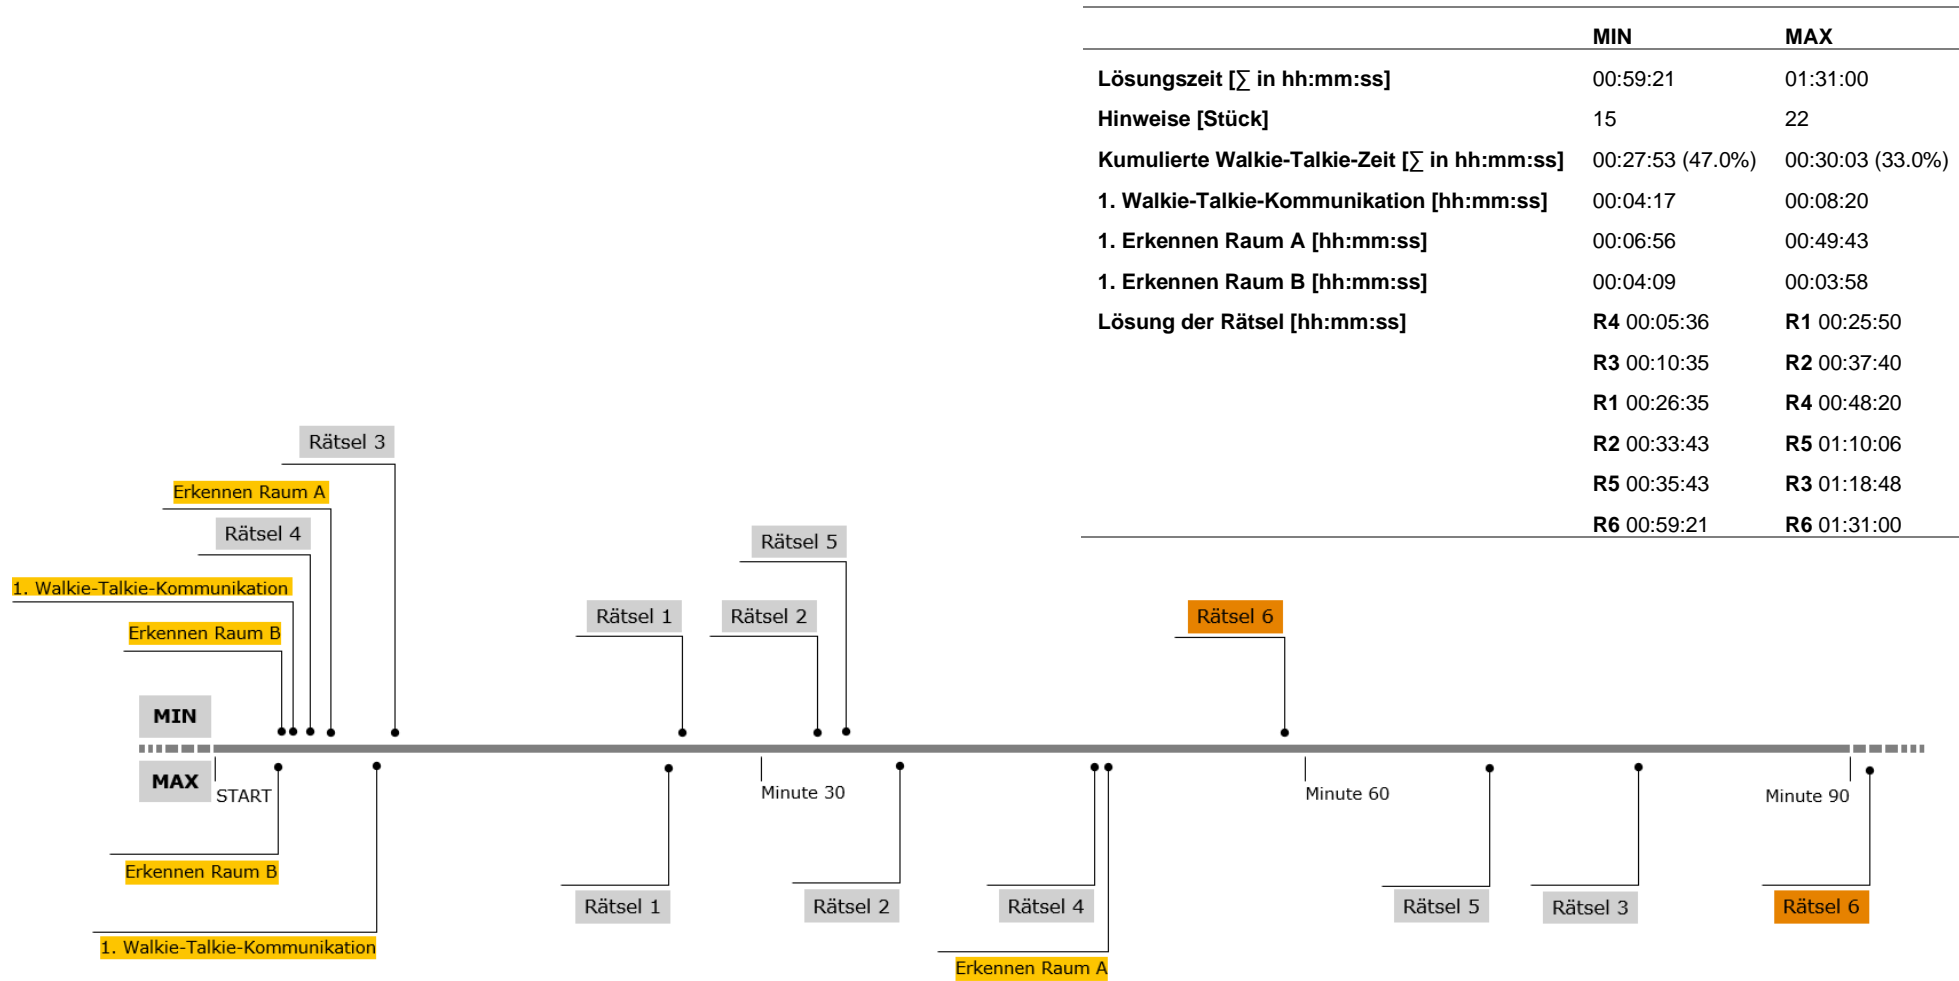 MIN MAX
Lösungszeit [∑ in hh:mm:ss] 00:59:21 01:31:00
Hinweise [Stück] 15 22
Kumulierte Walkie-Talkie-Zeit [∑ in hh:mm:ss] 00:27:53 (47.0%) 00:30:03 (33.0%)
1. Walkie-Talkie-Kommunikation [hh:mm:ss] 00:04:17 00:08:20
1. Erkennen Raum A [hh:mm:ss] 00:06:56 00:49:43
1. Erkennen Raum B [hh:mm:ss] 00:04:09 00:03:58
Lösung der Rätsel [hh:mm:ss] R4 00:05:36 R1 00:25:50
R3 00:10:35 R2 00:37:40
R1 00:26:35 R4 00:48:20
R2 00:33:43 R5 01:10:06
R5 00:35:43 R3 01:18:48
R6 00:59:21 R6 01:31:00
Rätsel 3
Erkennen Raum A
Rätsel 4
Rätsel 5
1. Walkie-Talkie-Kommunikation
Rätsel 1
Rätsel 2
Rätsel 6
Erkennen Raum B
MIN
MAX
START
Minute 30
Minute 60
Minute 90
Erkennen Raum B
Rätsel 1
Rätsel 2
Rätsel 4
Rätsel 5
Rätsel 3
Rätsel 6
1. Walkie-Talkie-Kommunikation
Erkennen Raum A